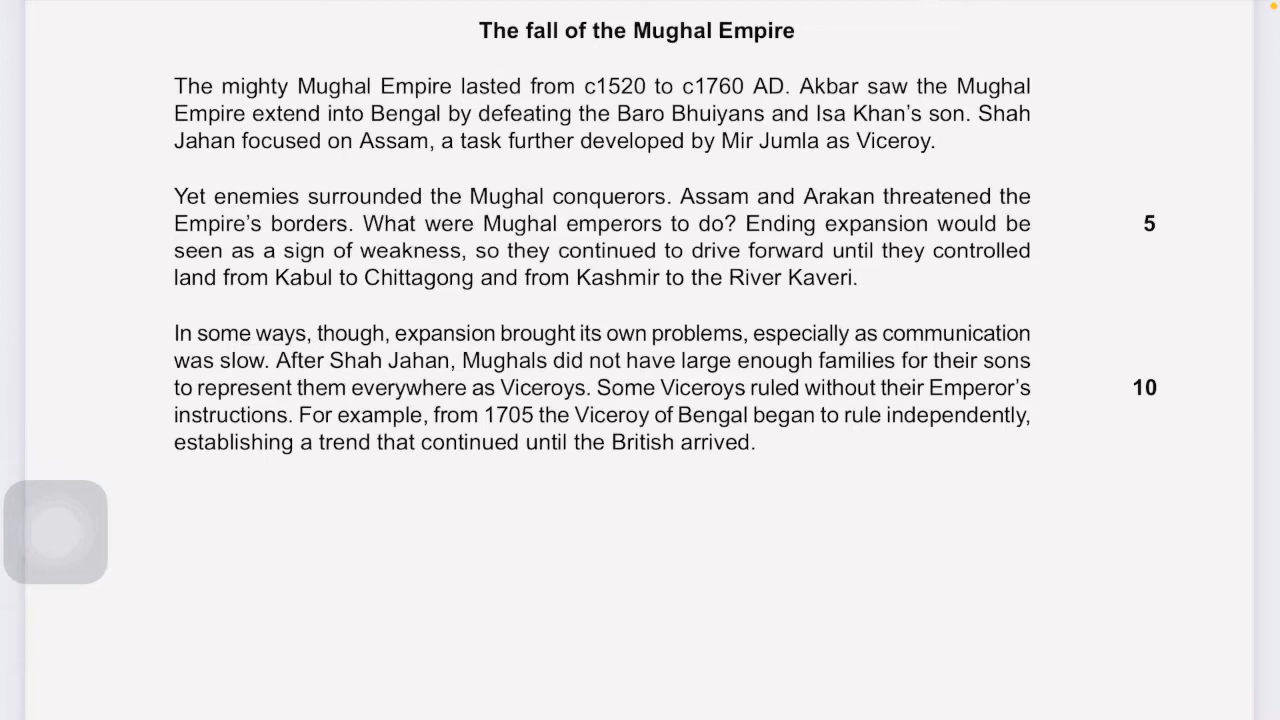 The fall of the Mughal Empire
The mighty Mughal Empire lasted from c1520 to c1760 AD. Akbar saw the Mughal
Empire extend into Bengal by defeating the Baro Bhuiyans and Isa Khan's son. Shah
Jahan focused on Assam, a task further developed by Mir Jumla as Viceroy.
Yet enemies surrounded the Mughal conquerors. Assam and Arakan threatened the
Empire's borders. What were Mughal emperors to do? Ending expansion would be 5
seen as a sign of weakness, so they continued to drive forward until they controlled
land from Kabul to Chittagong and from Kashmir to the River Kaveri.
In some ways, though, expansion brought its own problems, especially as communication
was slow. After Shah Jahan, Mughals did not have large enough families for their sons
to represent them everywhere as Viceroys. Some Viceroys ruled without their Emperor's 10
instructions. For example, from 1705 the Viceroy of Bengal began to rule independently,
establishing a trend that continued until the British arrived.